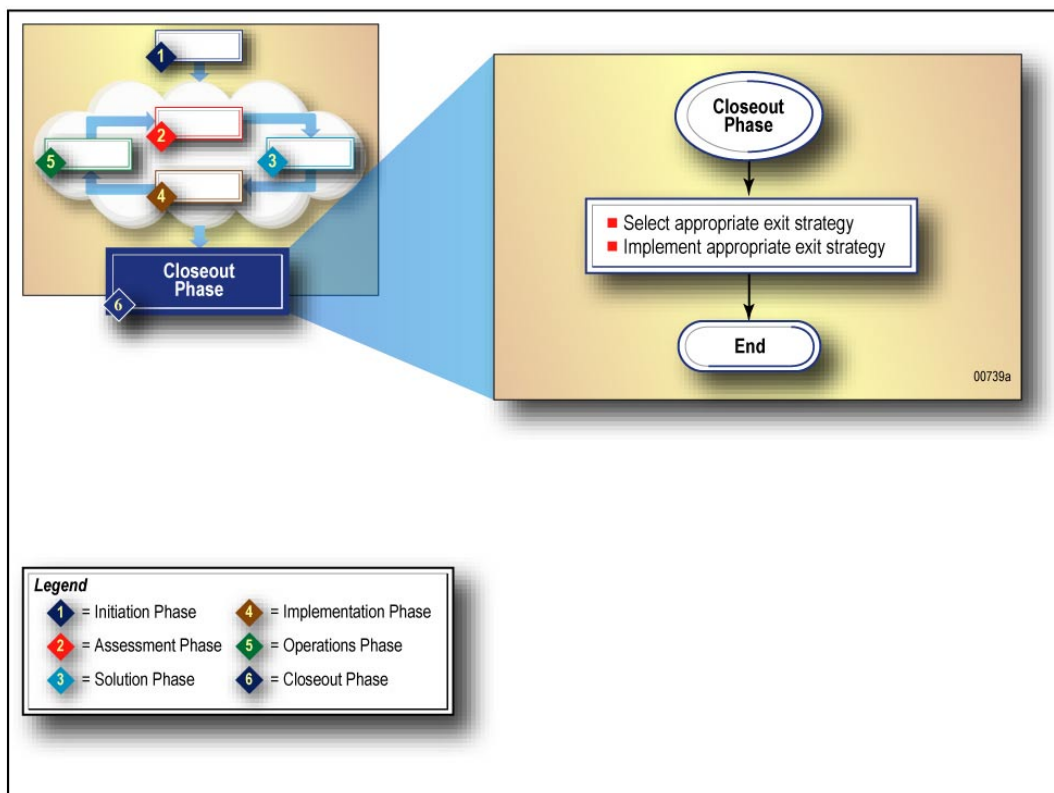 1
2
3
4
5
Closeout
Phase
6
Closeout
Phase
Select appropriate exit strategy
Implement appropriate exit strategy
End
00739a
Legend
1 = Initiation Phase
2 = Assessment Phase
3 = Solution Phase
4 = Implementation Phase
5 = Operations Phase
6 = Closeout Phase